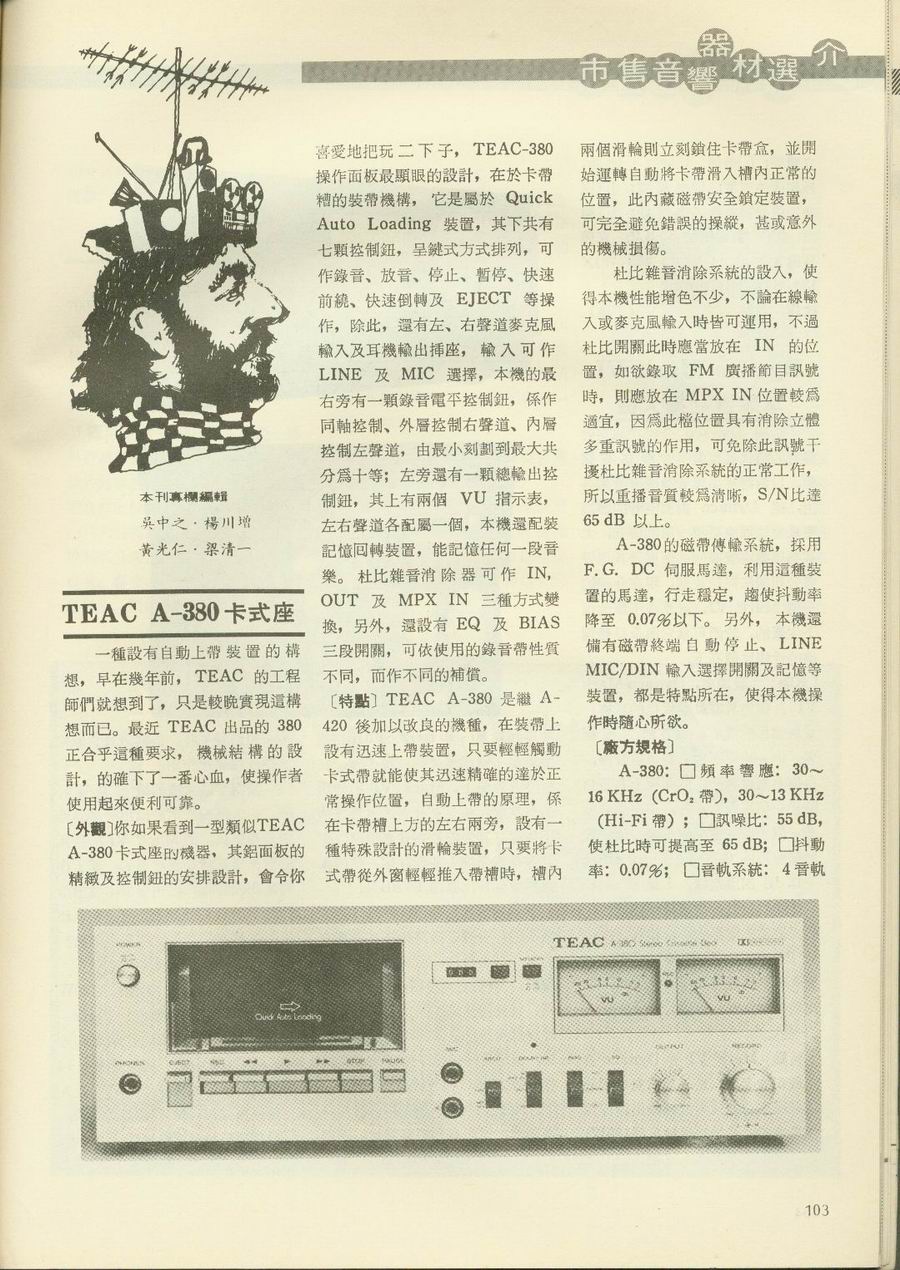 市售音響器材選介
本刊專欄編輯
吳中之·楊川增
黃光仁·梁清一
TEAC A-380卡式座
一種設有自動上帶裝置的構
想，早在幾年前，TEAC 的工程
師們就想到了，只是較晚實現這構
想而已。最近 TEAC 出品的 380
正合乎這種要求，機械結構的設
計，的確下了一番心血，使操作者
使用起來便利可靠。
〔外觀〕你如果看到一型類似TEAC
A-380卡式座的機器，其鋁面板的
精緻及控制鈕的安排設計，會令你
喜愛地把玩二下子，TEAC-380
操作面板最顯眼的設計，在於卡帶
糟的裝帶機構，它是屬於 Quick
Auto Loading 裝置，其下共有
七顆控制鈕，呈鍵式方式排列，可
作錄音、放音、停止、暫停、快速
前繞、快速倒轉及 EJECT 等操
作，除此，還有左、右聲道麥克風
輸入及耳機輸出揷座，輸入可作
LINE 及 MIC 選擇，本機的最
右旁有一顆錄音電平控制鈕，係作
同軸控制、外層控制右聲道、內層
控制左聲道，由最小刻劃到最大共
分爲十等；左旁還有一顆總輸出控
制鈕，其上有兩個 VU 指示表，
左右聲道各配屬一個，本機還配裝
記憶囘轉裝置，能記憶任何一段音
樂。杜比雜音消除器可作 IN,
OUT 及 MPX IN 三種方式變
換，另外，還設有 EQ 及 BIAS
三段開關，可依使用的錄音帶性質
不同，而作不同的補償。
〔特點〕TEAC A-380 是繼 A-
420 後加以改良的機種，在裝帶上
設有迅速上帶裝置，只要輕輕觸動
卡式帶就能使其迅速精確的達於正
常操作位置，自動上帶的原理，係
在卡帶槽上方的左右兩旁，設有一
種特殊設計的滑輪裝置，只要將卡
式帶從外窗輕輕推入帶槽時，槽內
兩個滑輪則立刻鎖住卡帶盒，並開
始運轉自動將卡帶滑入槽內正常的
位置，此內藏磁帶安全鎖定裝置，
可完全避免錯誤的操縱，甚或意外
的機械損傷。
杜比雜音消除系統的設入，使
得本機性能增色不少，不論在線輸
入或麥克風輸入時皆可運用，不過
杜比開關此時應當放在 IN 的位
置，如欲錄取 FM 廣播節目訊號
時，則應放在 MPX IN 位置較爲
適宜，因爲此檔位置具有消除立體
多重訊號的作用，可免除此訊號干
擾杜比雜音消除系統的正常工作，
所以重播音質較爲清晰，S/N比達
65 dB 以上。
A-380的磁帶傳輸系統，採用
F.G. DC 伺服馬達，利用這種裝
置的馬達，行走穩定，趨使抖動率
降至 0.07%以下。另外，本機還
備有磁帶終端自動停止、LINE
MIC/DIN 輸入選擇開關及記憶等
裝置，都是特點所在，使得本機操
作時隨心所欲。
〔廠方規格〕
A-380：□頻率響應：30～
16 KHz (CrO₂ 帶)，30～13 KHz
(Hi-Fi 帶)；□訊噪比：55 dB,
使杜比時可提高至 65 dB；□抖動
率：0.07%；□音軌系統：4 音軌
POWER
Quick Auto Loading
TEAC A-380 Stereo Cassette Deck
VU
VU
PHONES
EJECT
REC
STOP
PAUSE
MIC
OUTPUT
RECORD
103